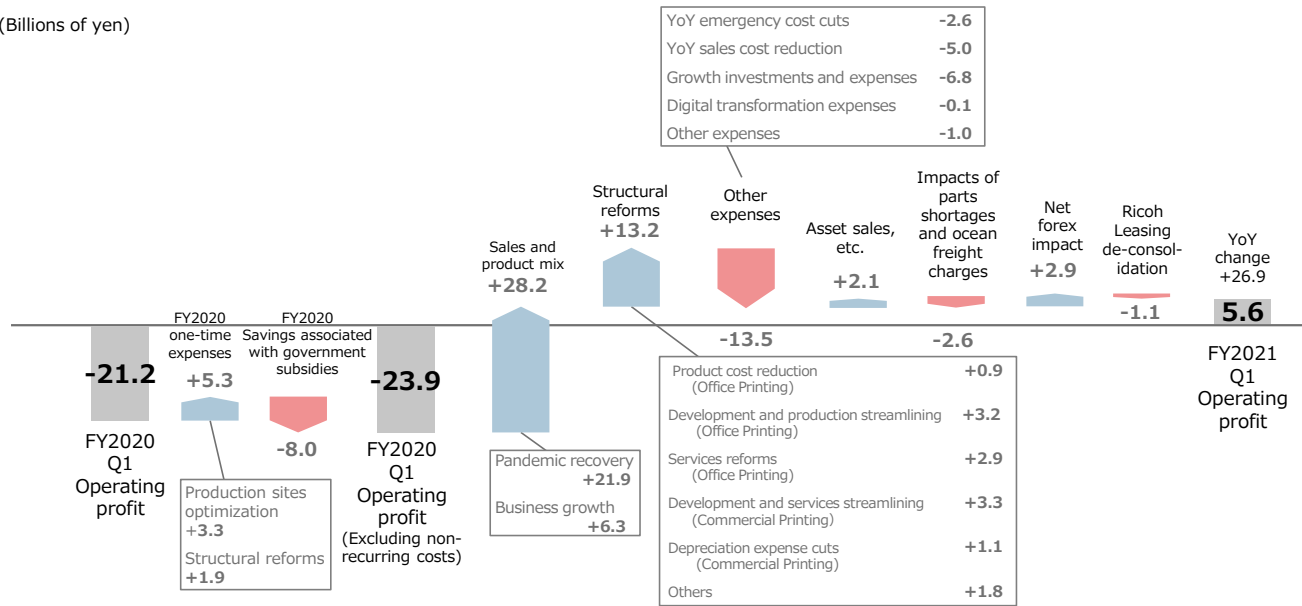 (Billions of yen)
YoY emergency cost cuts -2.6
YoY sales cost reduction -5.0
Growth investments and expenses -6.8
Digital transformation expenses -0.1
Other expenses -1.0
-21.2
FY2020
Q1
Operating
profit
FY2020
one-time
expenses
+5.3
Production sites
optimization
+3.3
Structural reforms
+1.9
FY2020
Savings associated
with government
subsidies
-8.0
-23.9
FY2020
Q1
Operating
profit
(Excluding non-
recurring costs)
Sales and
product mix
+28.2
Pandemic recovery
+21.9
Business growth
+6.3
Structural
reforms
+13.2
Product cost reduction +0.9
(Office Printing)
Development and production streamlining +3.2
(Office Printing)
Services reforms +2.9
(Office Printing)
Development and services streamlining +3.3
(Commercial Printing)
Depreciation expense cuts +1.1
(Commercial Printing)
Others +1.8
Other
expenses
-13.5
Asset sales,
etc.
+2.1
Impacts of
parts
shortages
and ocean
freight
charges
-2.6
Net
forex
impact
+2.9
Ricoh
Leasing
de-consol-
idation
-1.1
YoY
change
+26.9
5.6
FY2021
Q1
Operating
profit